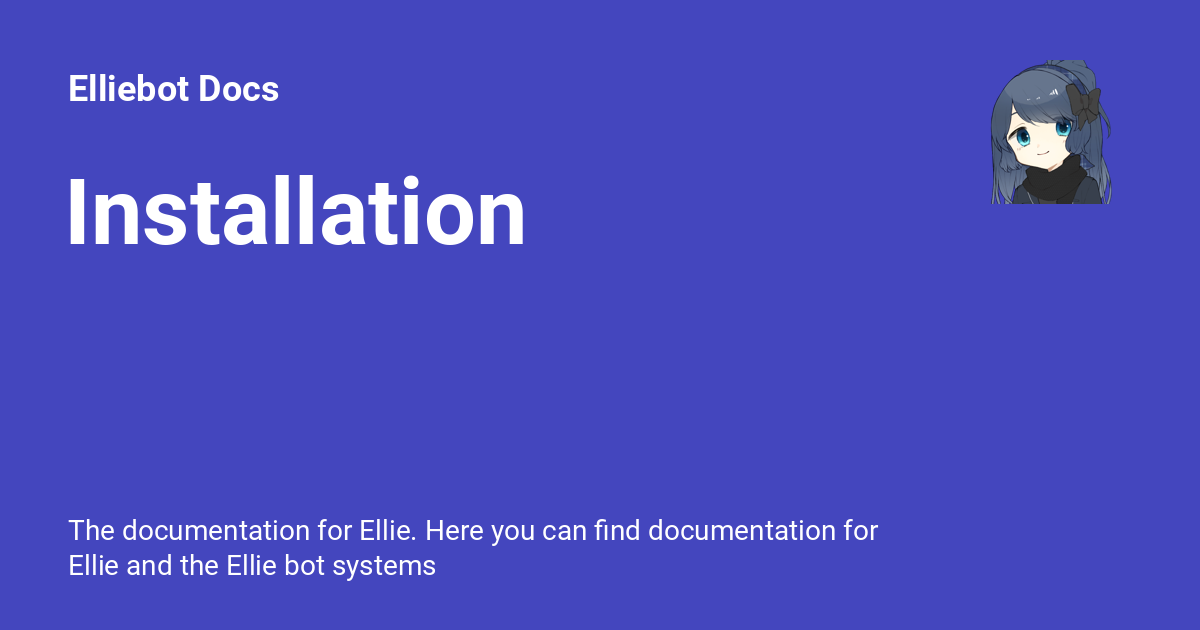 Elliebot Docs
Installation
The documentation for Ellie. Here you can find documentation for
Ellie and the Ellie bot systems